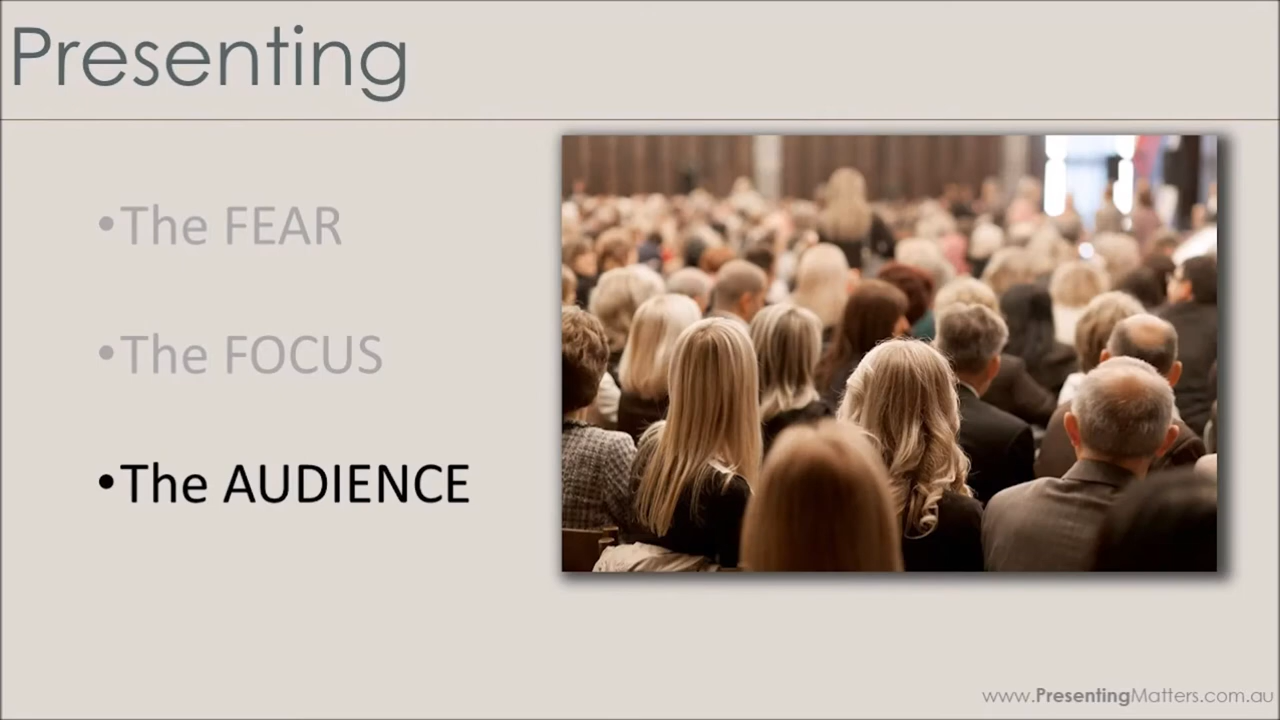 Presenting
•The FEAR
•The FOCUS
•The AUDIENCE
www.PresentingMatters.com.au